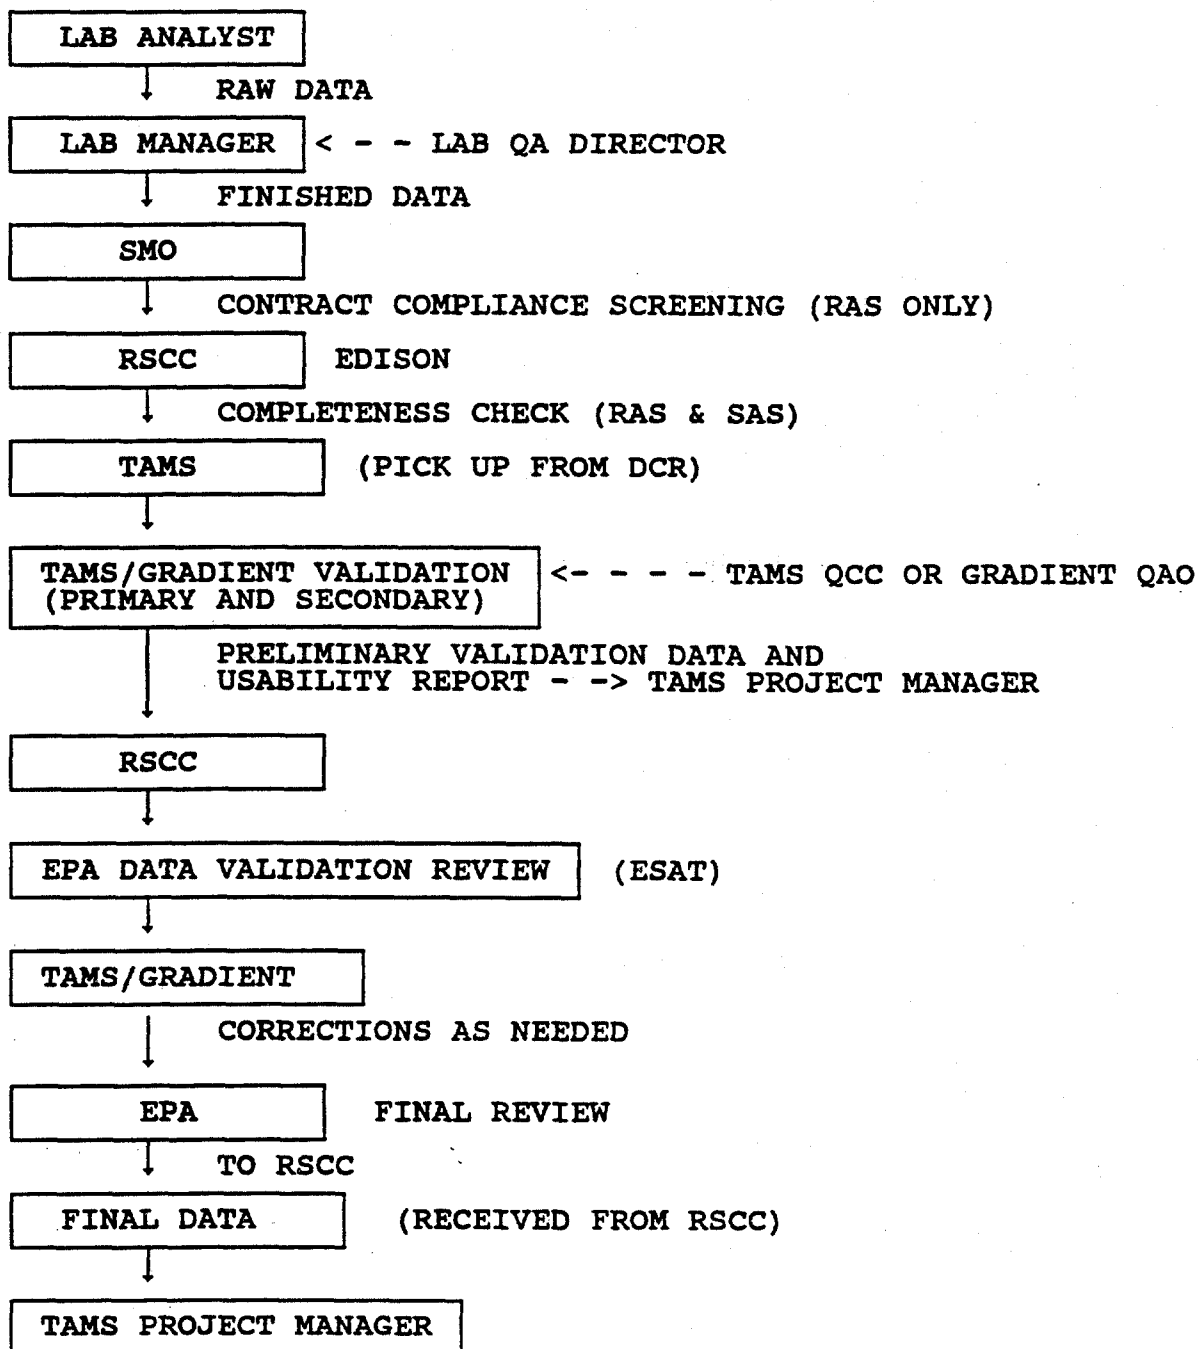 LAB ANALYST
RAW DATA
LAB MANAGER < - - LAB QA DIRECTOR
FINISHED DATA
SMO
CONTRACT COMPLIANCE SCREENING (RAS ONLY)
RSCC EDISON
COMPLETENESS CHECK (RAS & SAS)
TAMS (PICK UP FROM DCR)
TAMS/GRADIENT VALIDATION <- - - - TAMS QCC OR GRADIENT QAO
(PRIMARY AND SECONDARY)
PRELIMINARY VALIDATION DATA AND
USABILITY REPORT - -> TAMS PROJECT MANAGER
RSCC
EPA DATA VALIDATION REVIEW (ESAT)
TAMS/GRADIENT
CORRECTIONS AS NEEDED
EPA FINAL REVIEW
TO RSCC
FINAL DATA (RECEIVED FROM RSCC)
TAMS PROJECT MANAGER